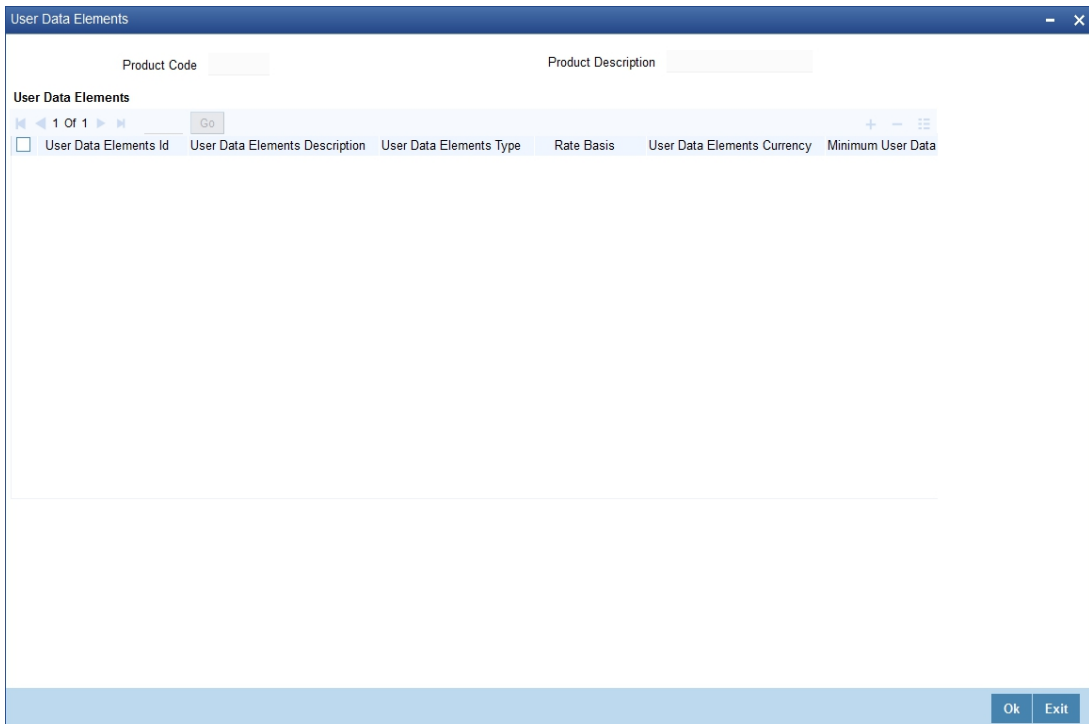 User Data Elements
Product Code Product Description
User Data Elements
1 Of 1 Go
User Data Elements Id User Data Elements Description User Data Elements Type Rate Basis User Data Elements Currency Minimum User Data
Ok Exit